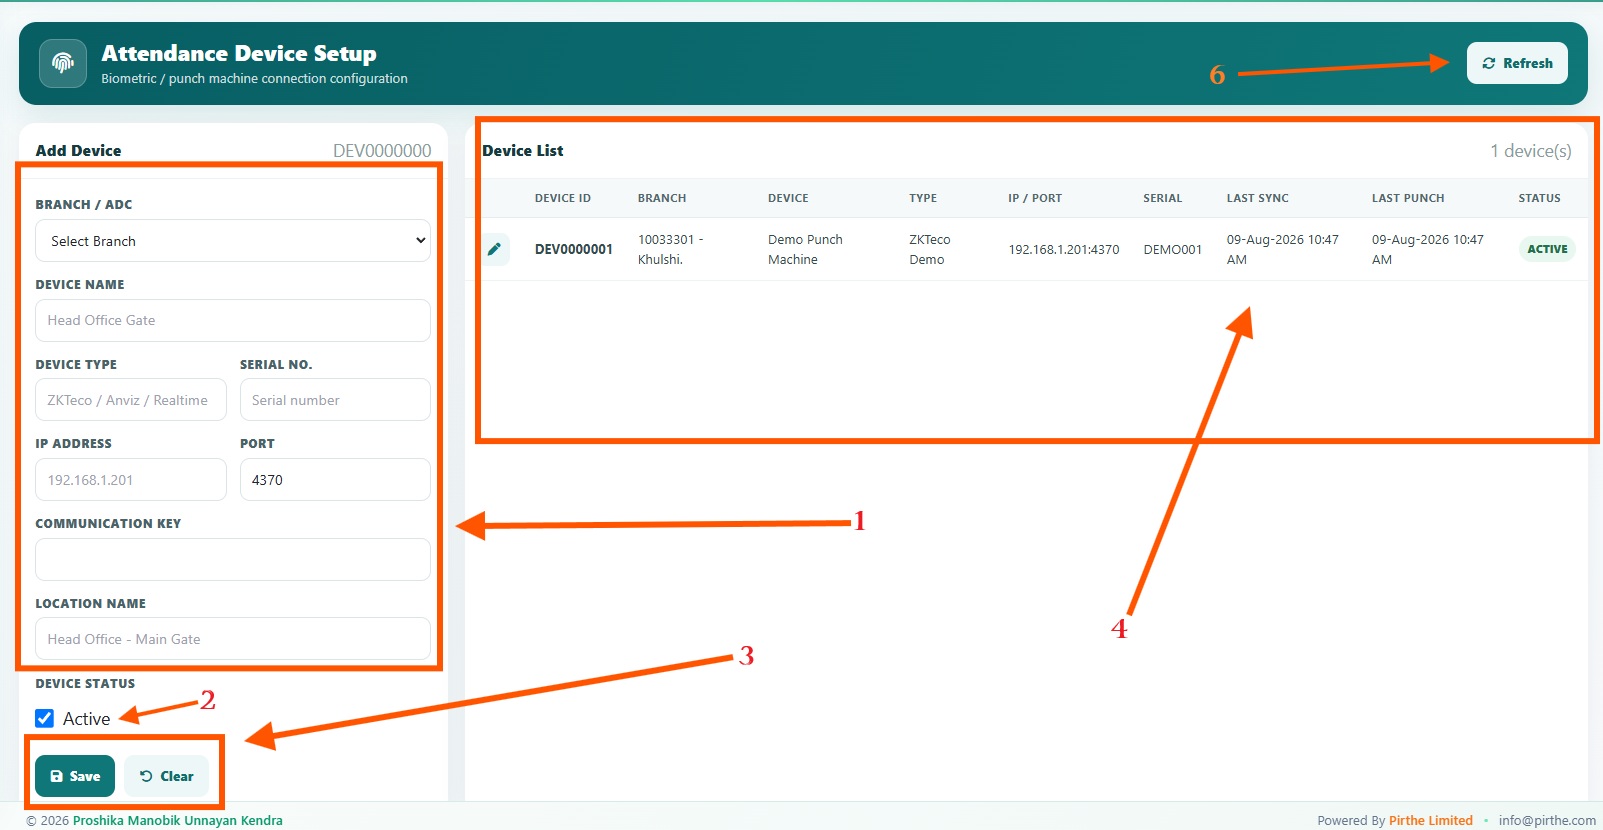 Attendance Device Setup
Biometric / punch machine connection configuration
6
Refresh
Add Device
DEV0000000
BRANCH / ADC
Select Branch
DEVICE NAME
Head Office Gate
DEVICE TYPE
SERIAL NO.
ZKTeco / Anviz / Realtime
Serial number
IP ADDRESS
PORT
192.168.1.201
4370
COMMUNICATION KEY
1
LOCATION NAME
Head Office - Main Gate
DEVICE STATUS
Active
2
3
Save
Clear
Device List
1 device(s)
DEVICE ID BRANCH DEVICE TYPE IP / PORT SERIAL LAST SYNC LAST PUNCH STATUS
DEV0000001
10033301 -
Khulshi.
Demo Punch
Machine
ZKTeco
Demo
192.168.1.201:4370
DEMO001
09-Aug-2026 10:47
AM
09-Aug-2026 10:47
AM
ACTIVE
4
© 2026 Proshika Manobik Unnayan Kendra
Powered By Pirthe Limited • info@pirthe.com